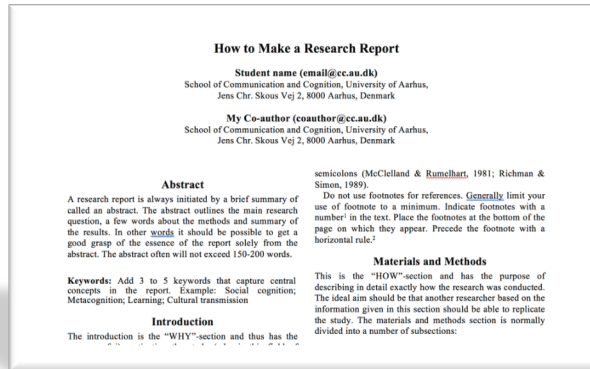 How to Make a Research Report
Student name (email@cc.au.dk)
School of Communication and Cognition, University of Aarhus,
Jens Chr. Skous Vej 2, 8000 Aarhus, Denmark
My Co-author (coauthor@cc.au.dk)
School of Communication and Cognition, University of Aarhus,
Jens Chr. Skous Vej 2, 8000 Aarhus, Denmark
Abstract
A research report is always initiated by a brief summary of
called an abstract. The abstract outlines the main research
question, a few words about the methods and summary of
the results. In other words it should be possible to get a
good grasp of the essence of the report solely from the
abstract. The abstract often will not exceed 150-200 words.
Keywords: Add 3 to 5 keywords that capture central
concepts in the report. Example: Social cognition;
Metacognition; Learning; Cultural transmission
Introduction
The introduction is the “WHY”-section and thus has the
semicolons (McClelland & Rumelhart, 1981; Richman &
Simon, 1989).
Do not use footnotes for references. Generally limit your
use of footnote to a minimum. Indicate footnotes with a
number¹ in the text. Place the footnotes at the bottom of the
page on which they appear. Precede the footnote with a
horizontal rule.²
Materials and Methods
This is the “HOW”-section and has the purpose of
describing in detail exactly how the research was conducted.
The ideal aim should be that another researcher based on the
information given in this section should be able to replicate
the study. The materials and methods section is normally
divided into a number of subsections: